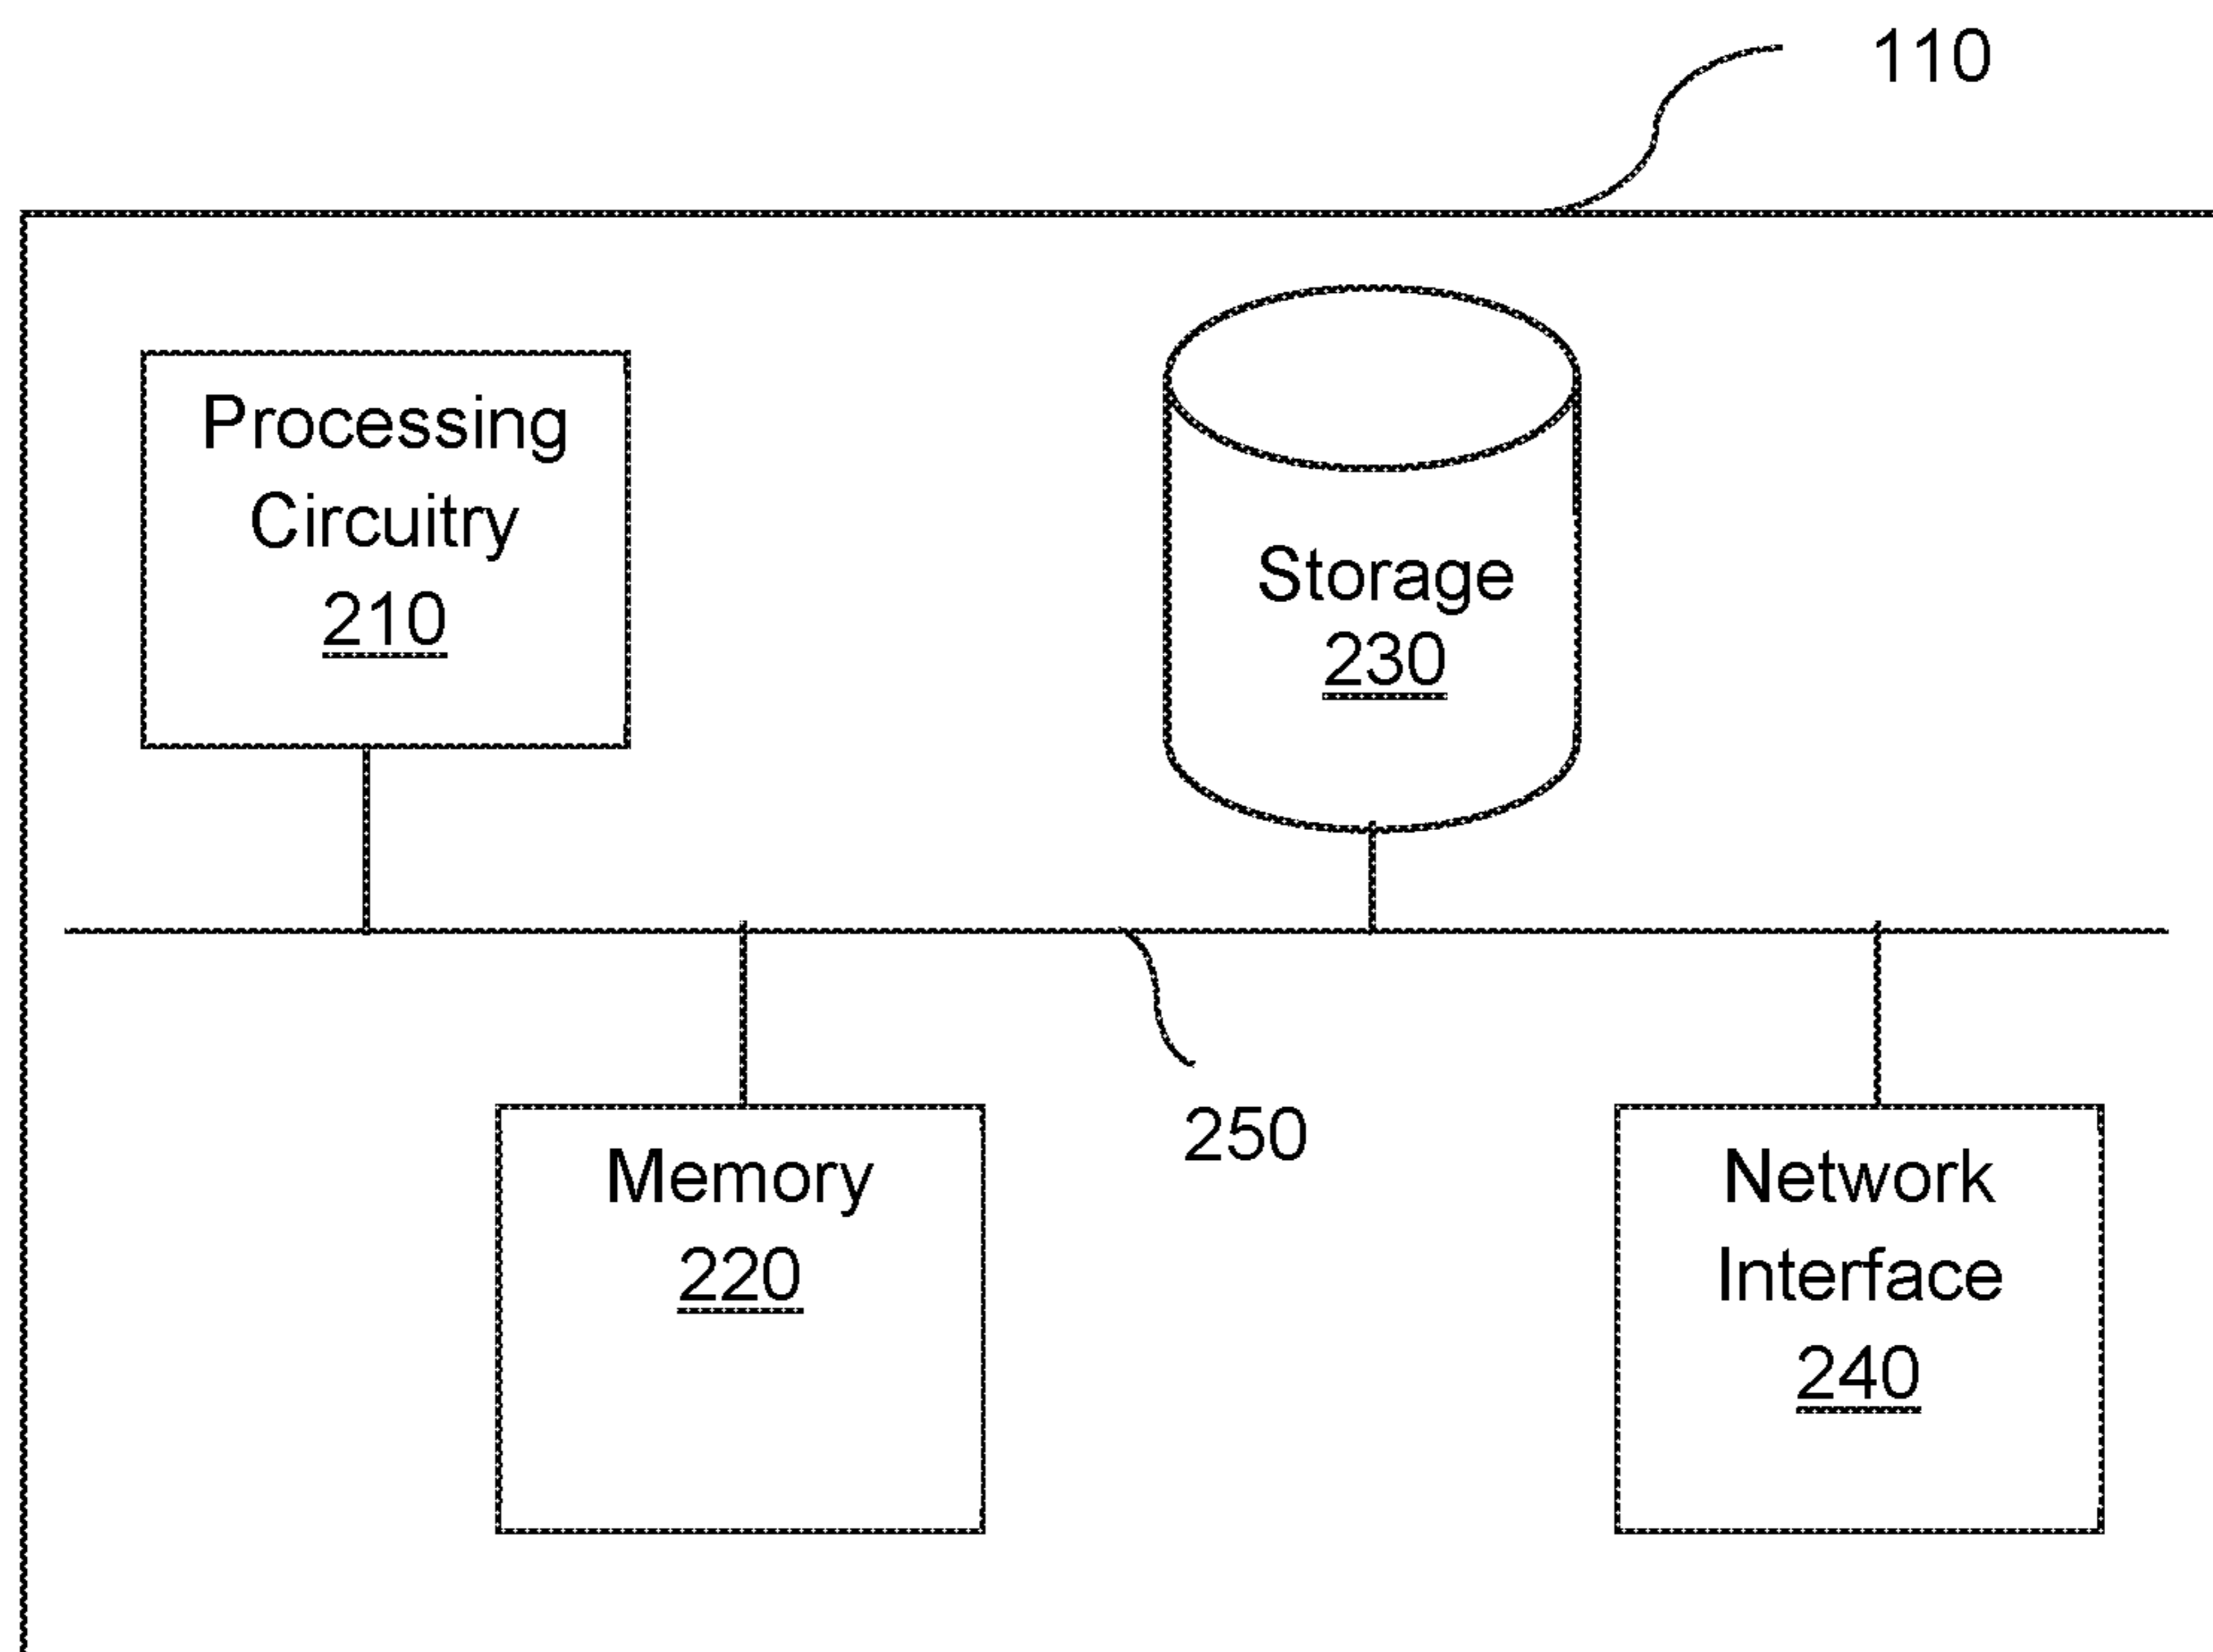 110
Processing
Circuitry
210
Storage
230
250
Memory
220
Network
Interface
240